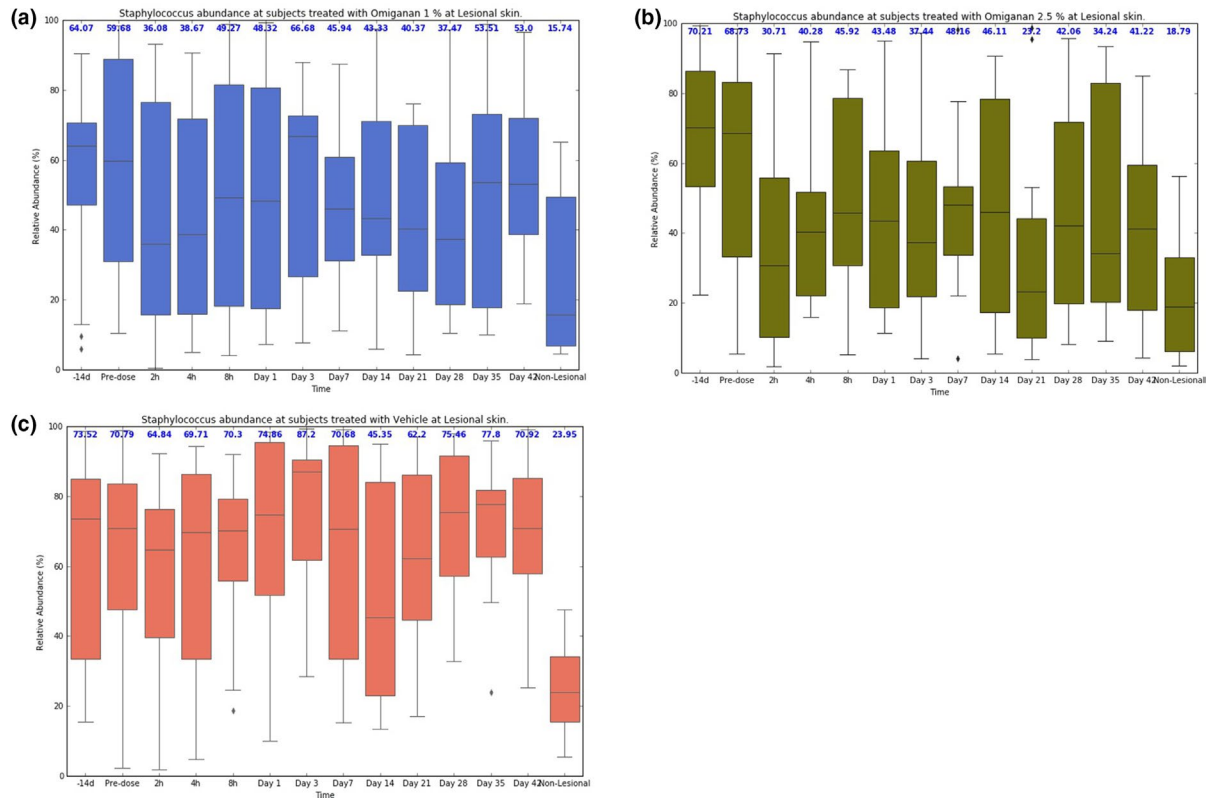 (a)
Staphylococcus abundance at subjects treated with Omiganan 1 % at Lesional skin.
100
64.07 59.68 36.08 38.67 49.27 48.32 66.68 45.94 43.33 40.37 37.47 53.51 53.0 15.74
80
60
40
20
0
Relative Abundance (%)
-14d Pre-dose 2h 4h 8h Day 1 Day 3 Day7 Day 14 Day 21 Day 28 Day 35 Day 42 Non-Lesional
Time
(b)
Staphylococcus abundance at subjects treated with Omiganan 2.5 % at Lesional skin.
100
70.21 68.73 30.71 40.28 45.92 43.48 37.44 48.16 46.11 23.2 42.06 34.24 41.22 18.79
80
60
40
20
0
Relative Abundance (%)
-14d Pre-dose 2h 4h 8h Day 1 Day 3 Day7 Day 14 Day 21 Day 28 Day 35 Day 42 Non-Lesional
Time
(c)
Staphylococcus abundance at subjects treated with Vehicle at Lesional skin.
100
73.52 70.79 64.84 69.71 70.3 74.86 87.2 70.68 45.35 62.2 75.46 77.8 70.92 23.95
80
60
40
20
0
Relative Abundance (%)
-14d Pre-dose 2h 4h 8h Day 1 Day 3 Day7 Day 14 Day 21 Day 28 Day 35 Day 42 Non-Lesional
Time